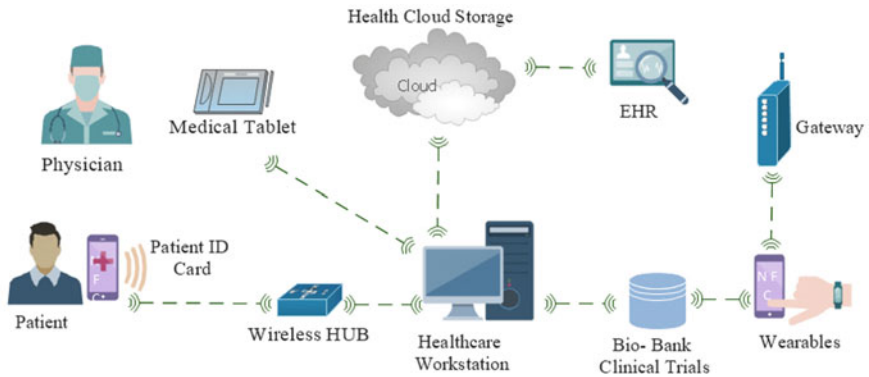 Health Cloud Storage
Cloud
EHR
Gateway
Medical Tablet
Physician
Patient ID
Card
F
C+
Patient
Wireless HUB
Healthcare
Workstation
Bio- Bank
Clinical Trials
N F
C
Wearables